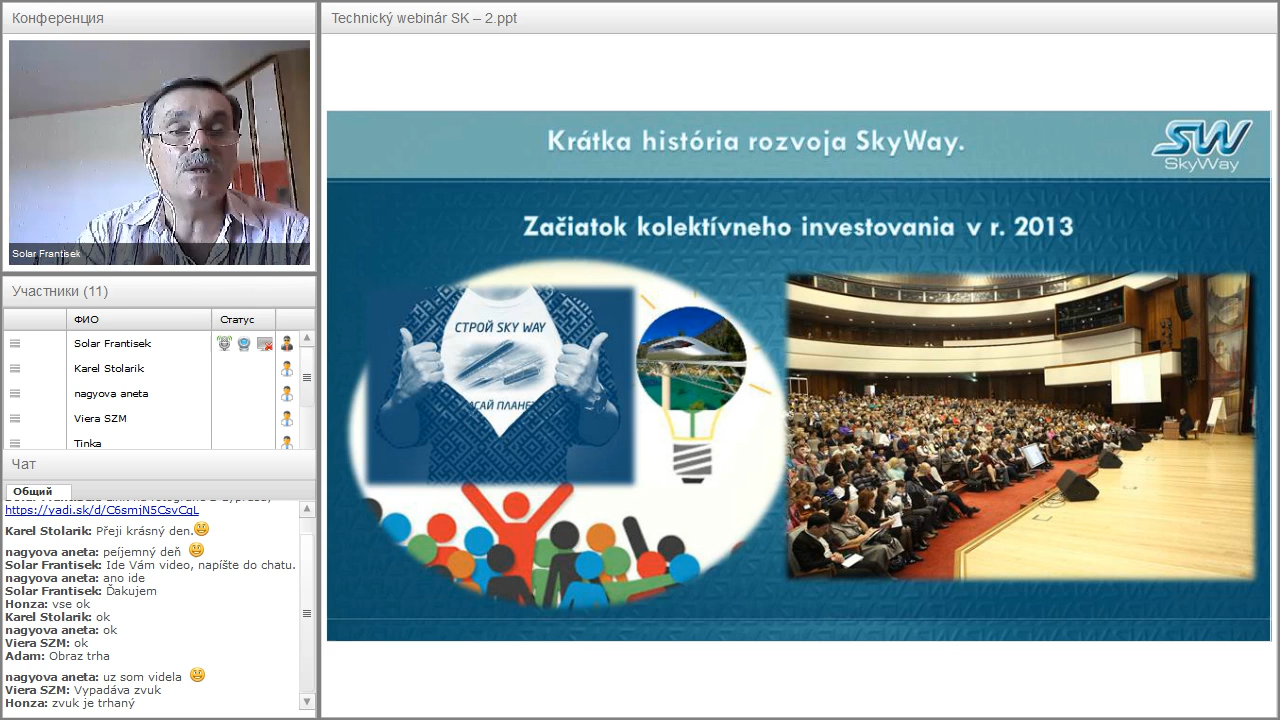 Конференция
Solar Frantisek
Участники (11)
ФИО
Статус
Solar Frantisek
Karel Stolarik
nagyova aneta
Viera SZM
Tinka
Чат
Общий
https://yadi.sk/d/C6smjN5CsvCqL
Karel Stolarik: Přeji krásný den.
nagyova aneta: peíjemný deň
Solar Frantisek: Ide Vám video, napíšte do chatu.
nagyova aneta: ano ide
Solar Frantisek: Ďakujem
Honza: vse ok
Karel Stolarik: ok
nagyova aneta: ok
Viera SZM: ok
Adam: Obraz trha
nagyova aneta: uz som videla
Viera SZM: Vypadáva zvuk
Honza: zvuk je trhaný
Technický webinár SK – 2.ppt
Krátka história rozvoja SkyWay.
SW
SkyWay
Začiatok kolektívneho investovania v r. 2013
СТРОЙ SKY WAY
АСАЙ ПЛАНЕ